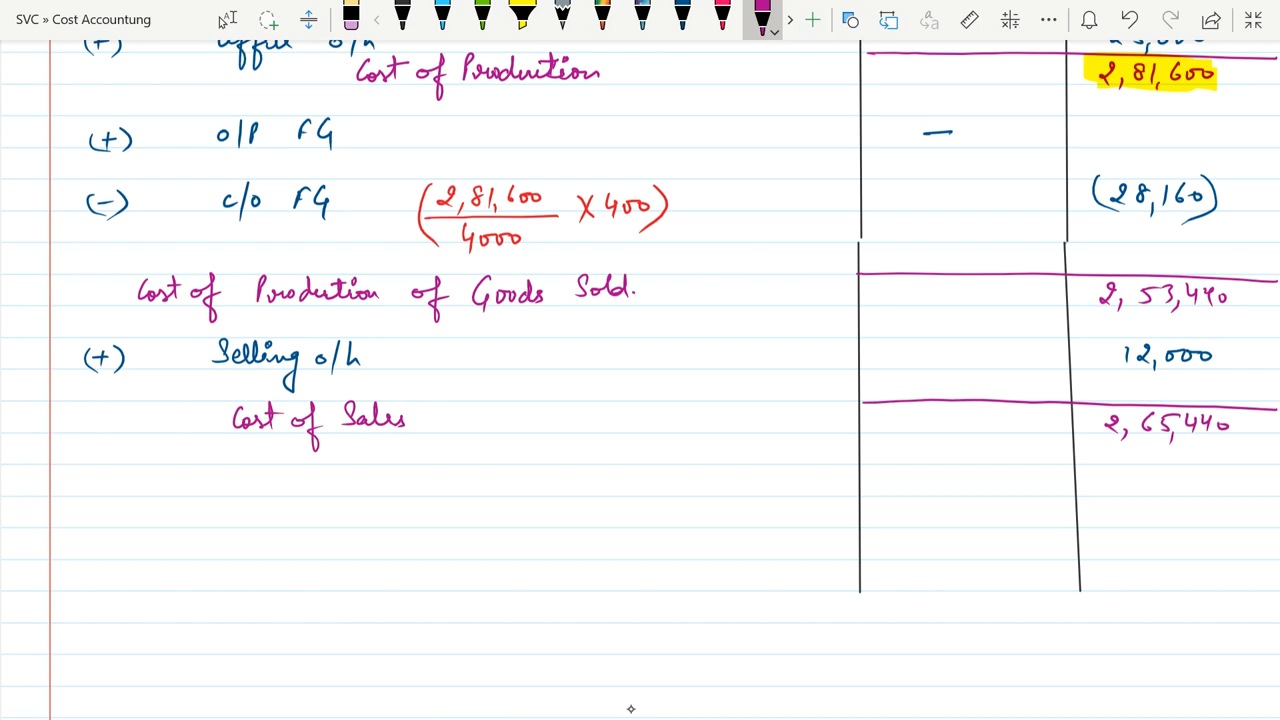 SVC » Cost Accountung
(+) office o/h
Cost of Production 2,81,600
(+) o/p FG —
(-) c/o FG (2,81,600 / 4000 × 400) (28,160)
Cost of Production of Goods Sold. 2,53,440
(+) Selling o/h 12,000
Cost of Sales 2,65,440